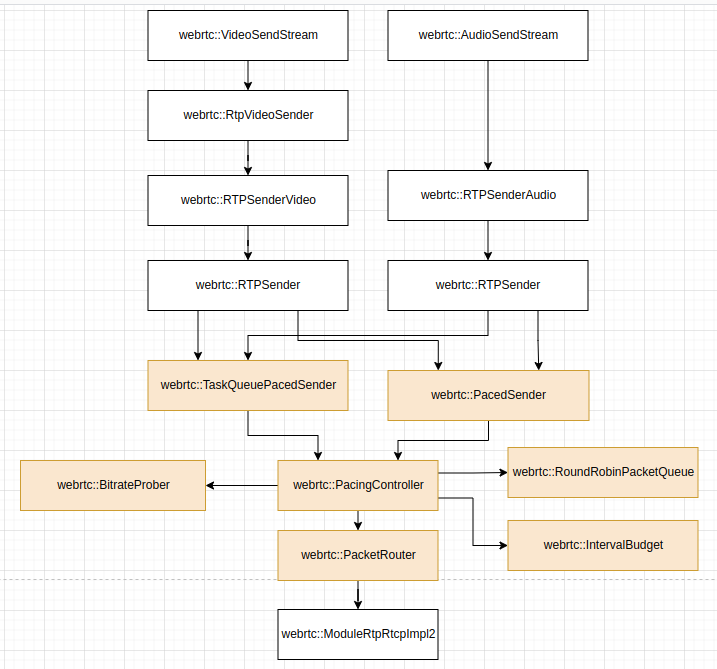 webrtc::VideoSendStream
webrtc::AudioSendStream
webrtc::RtpVideoSender
webrtc::RTPSenderVideo
webrtc::RTPSenderAudio
webrtc::RTPSender
webrtc::RTPSender
webrtc::TaskQueuePacedSender
webrtc::PacedSender
webrtc::BitrateProber
webrtc::PacingController
webrtc::RoundRobinPacketQueue
webrtc::IntervalBudget
webrtc::PacketRouter
webrtc::ModuleRtpRtcpImpl2